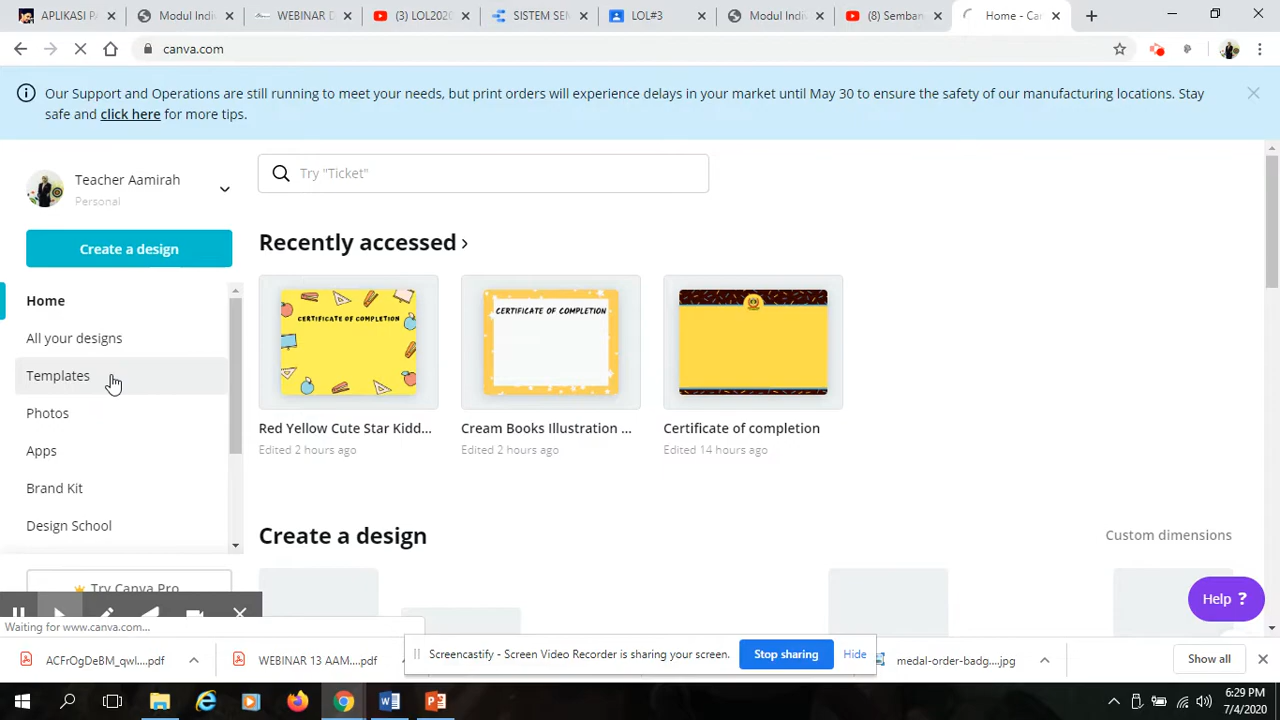 APLIKASI PA
Modul Indiv
WEBINAR D
(3) LOL2020
SISTEM SEM
LOL#3
Modul Indiv
(8) Semban
Home - Can
canva.com
Our Support and Operations are still running to meet your needs, but print orders will experience delays in your market until May 30 to ensure the safety of our manufacturing locations. Stay
safe and click here for more tips.
Teacher Aamirah
Personal
Try "Ticket"
Create a design
Recently accessed
Home
All your designs
Templates
Photos
Apps
Brand Kit
Design School
Try Canva Pro
CERTIFICATE OF COMPLETION
CERTIFICATE OF COMPLETION
Red Yellow Cute Star Kidd...
Cream Books Illustration ...
Certificate of completion
Edited 2 hours ago
Edited 2 hours ago
Edited 14 hours ago
Create a design
Custom dimensions
Help ?
Waiting for www.canva.com...
Screencastify - Screen Video Recorder is sharing your screen.
Stop sharing
Hide
ACFrOgDeBM_qwl....pdf
WEBINAR 13 AAM....pdf
medal-order-badg....jpg
Show all
6:29 PM
7/4/2020